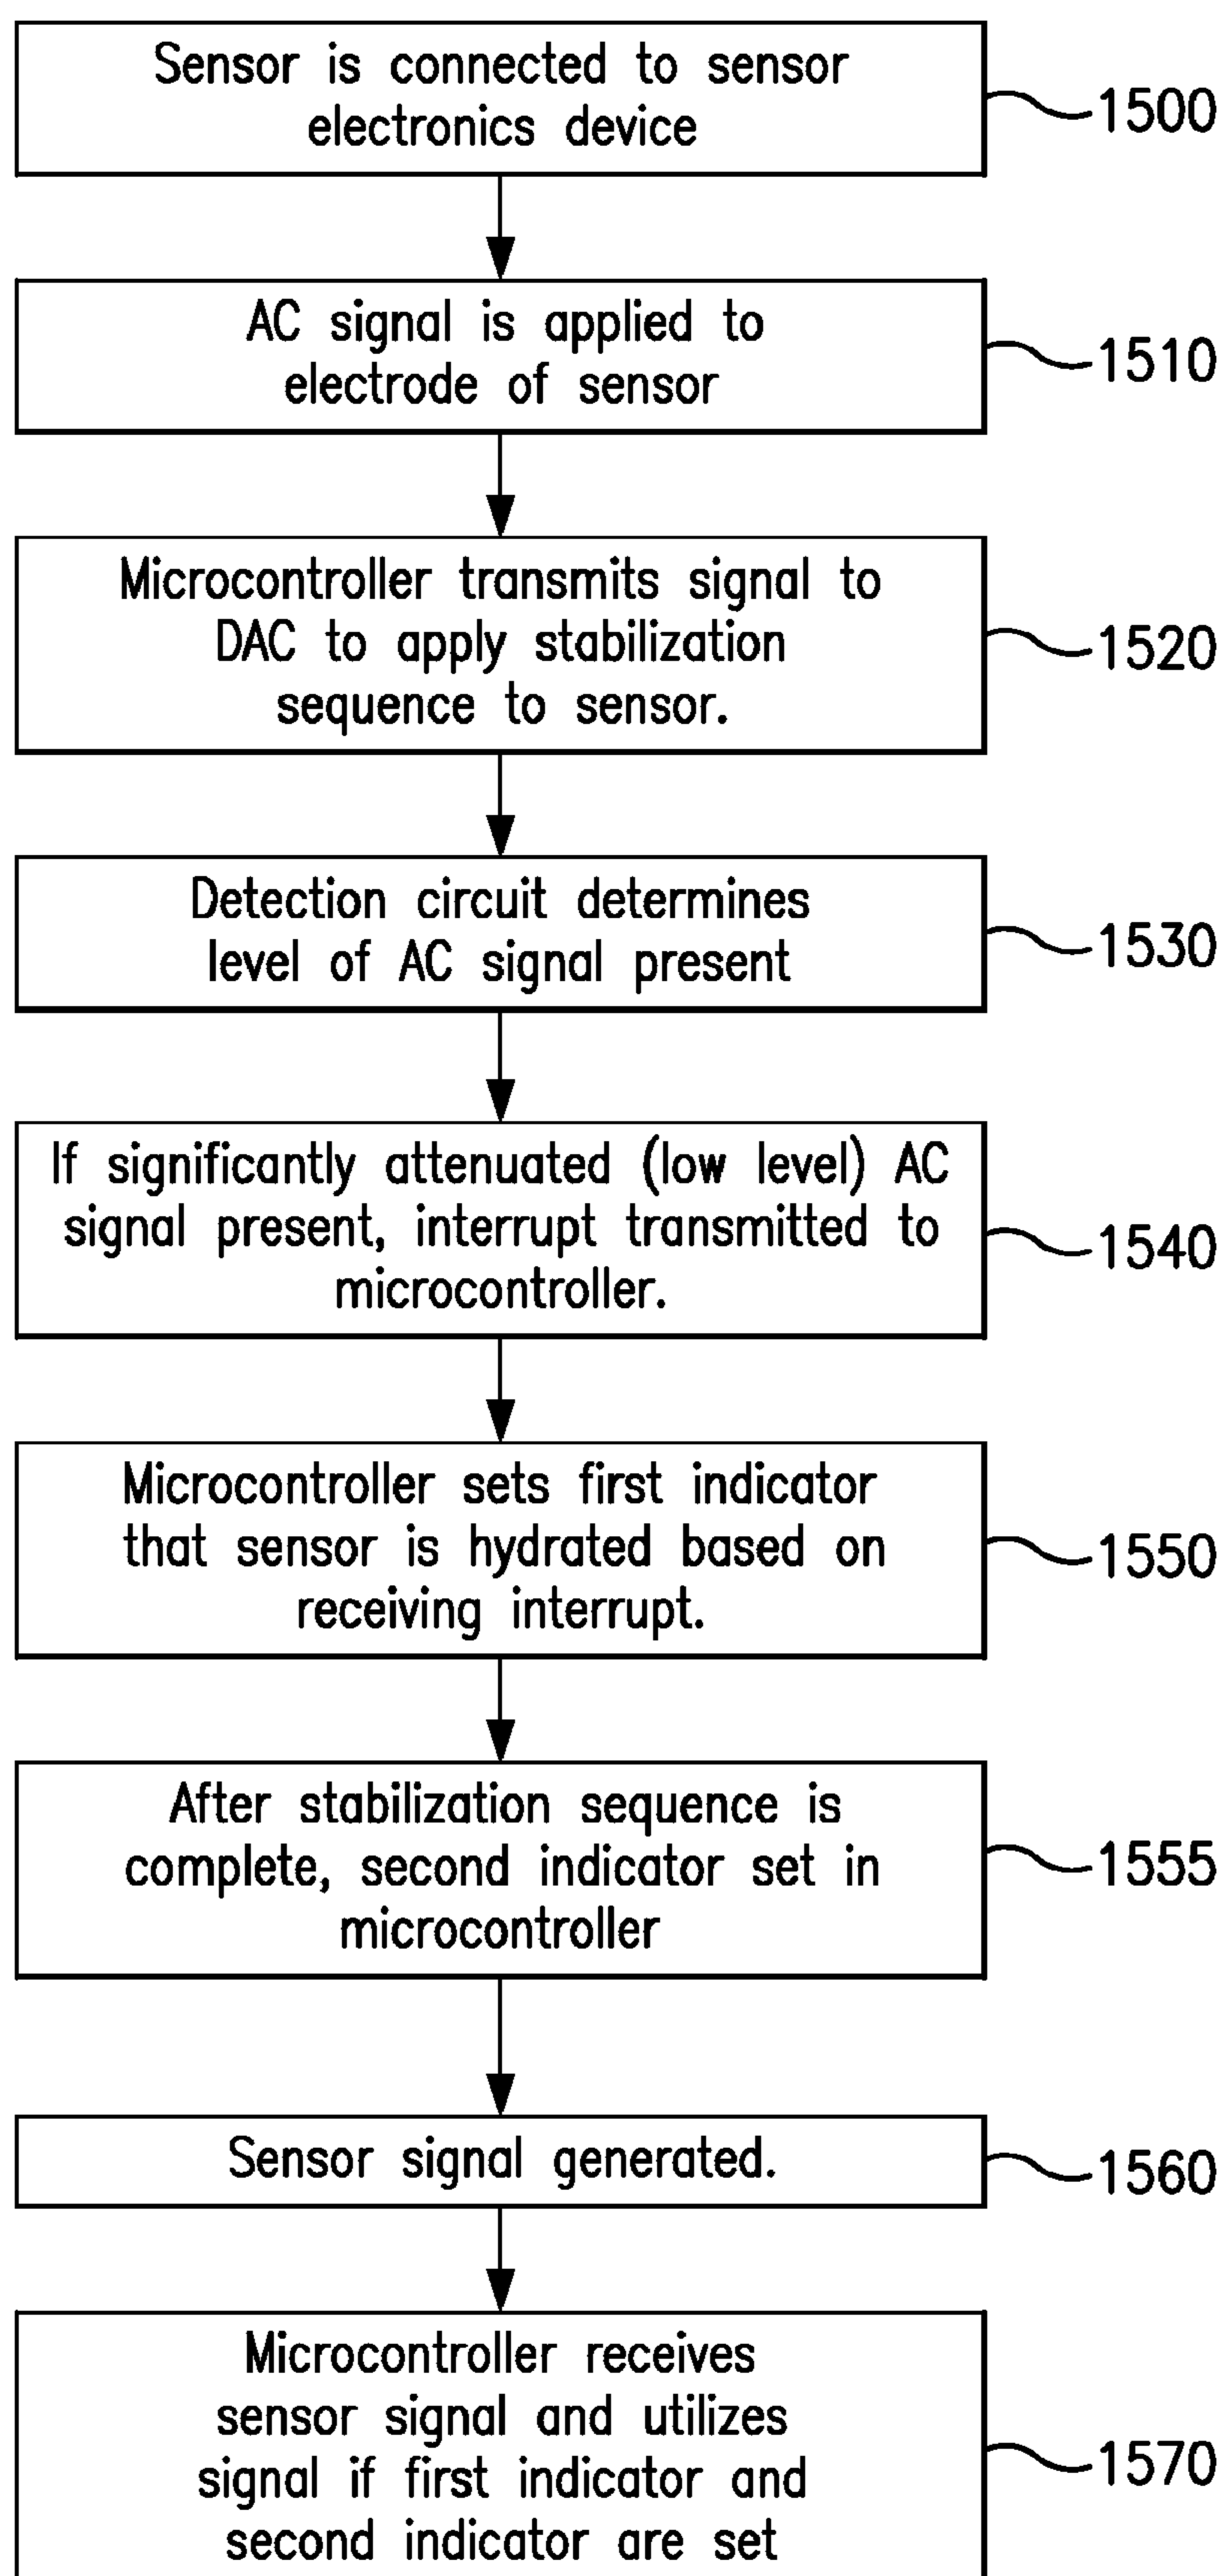 Sensor is connected to sensor
electronics device
1500
AC signal is applied to
electrode of sensor
1510
Microcontroller transmits signal to
DAC to apply stabilization
sequence to sensor.
1520
Detection circuit determines
level of AC signal present
1530
If significantly attenuated (low level) AC
signal present, interrupt transmitted to
microcontroller.
1540
Microcontroller sets first indicator
that sensor is hydrated based on
receiving interrupt.
1550
After stabilization sequence is
complete, second indicator set in
microcontroller
1555
Sensor signal generated.
1560
Microcontroller receives
sensor signal and utilizes
signal if first indicator and
second indicator are set
1570